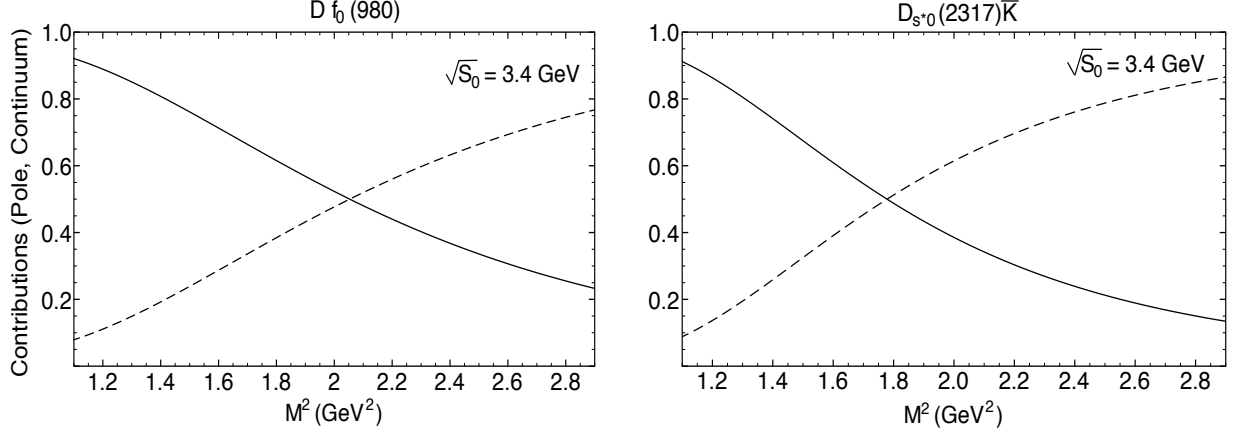 D f₀ (980)
Contributions (Pole, Continuum)
1.0
0.8
0.6
0.4
0.2
√S₀ = 3.4 GeV
1.2 1.4 1.6 1.8 2 2.2 2.4 2.6 2.8
M² (GeV²)
Dₛ*₀ (2317)K̅
1.0
0.8
0.6
0.4
0.2
√S₀ = 3.4 GeV
1.2 1.4 1.6 1.8 2.0 2.2 2.4 2.6 2.8
M² (GeV²)